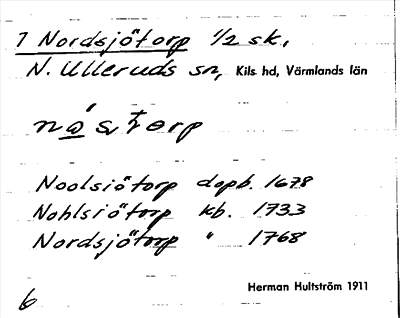 1 Nordsjötorp 1/2 sk,
N. Ulleruds sn, Kils hd, Värmlands län
Noolsiötorp dopb. 1678
Nohlsiötorp kb. 1733
Nordsjötorp " 1768
Herman Hultström 1911
6